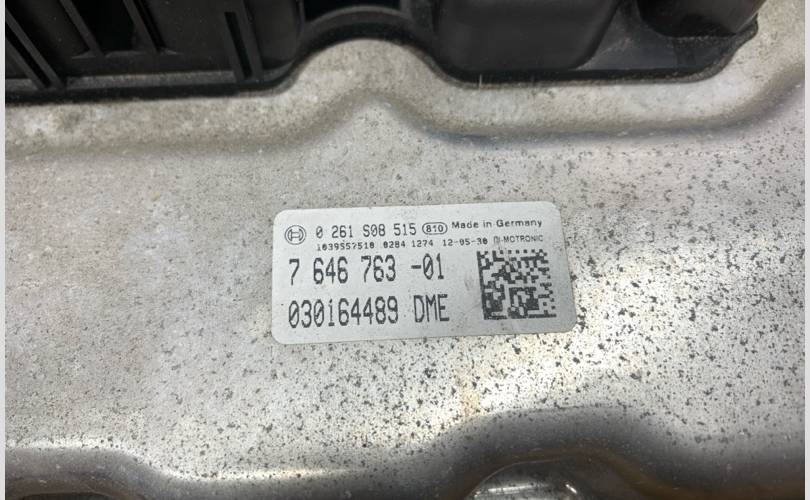 0 261 S08 515 810 Made in Germany
1039S57518 0284 1274 12-05-30 MOTRONIC
7 646 763 -01
030164489 DME